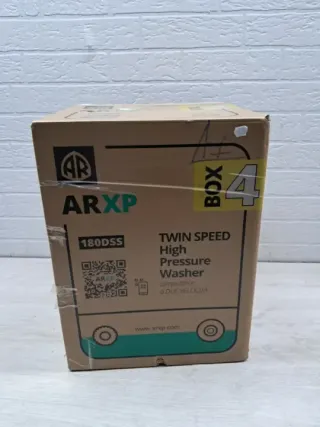 A+
AR
BOX 4
ARXP
180DSS
TWIN SPEED
High
Pressure
Washer
www.arxp.com